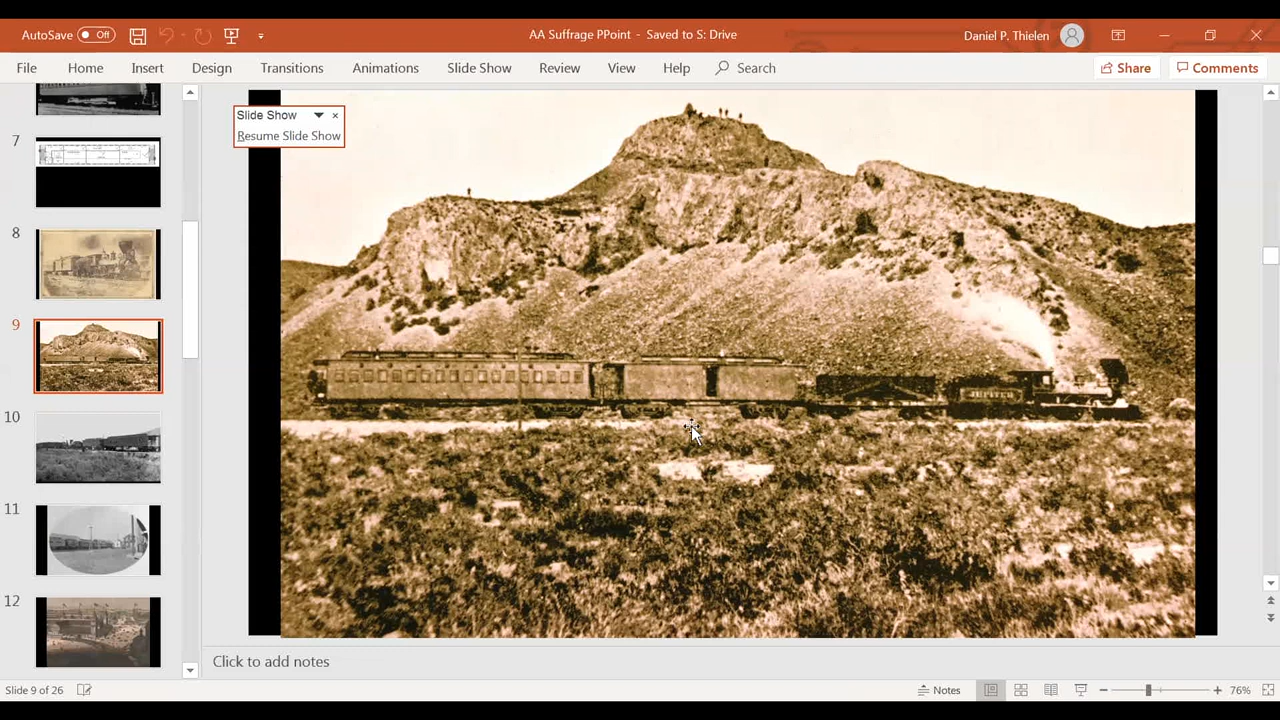 AutoSave Off AA Suffrage PPoint - Saved to S: Drive Daniel P. Thielen
File Home Insert Design Transitions Animations Slide Show Review View Help Search Share Comments
Slide Show
Resume Slide Show
7
8
9
10
11
12
JUPITER
Click to add notes
Slide 9 of 26 Notes 76%